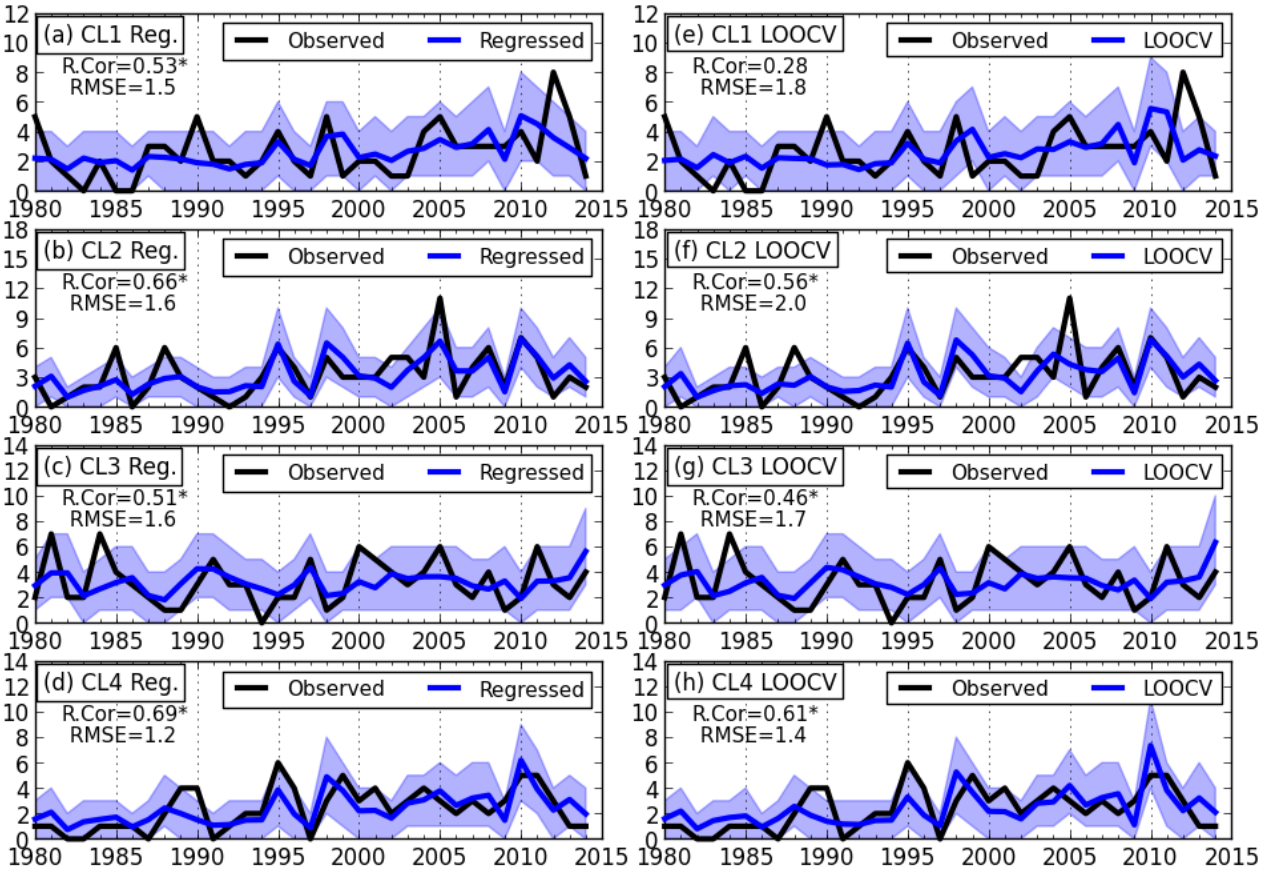 (a) CL1 Reg.
Observed Regressed
R.Cor=0.53*
RMSE=1.5
12
10
8
6
4
2
0
1980 1985 1990 1995 2000 2005 2010 2015
(e) CL1 LOOCV
Observed LOOCV
R.Cor=0.28
RMSE=1.8
12
10
8
6
4
2
0
1980 1985 1990 1995 2000 2005 2010 2015
(b) CL2 Reg.
Observed Regressed
R.Cor=0.66*
RMSE=1.6
18
15
12
9
6
3
0
1980 1985 1990 1995 2000 2005 2010 2015
(f) CL2 LOOCV
Observed LOOCV
R.Cor=0.56*
RMSE=2.0
18
15
12
9
6
3
0
1980 1985 1990 1995 2000 2005 2010 2015
(c) CL3 Reg.
Observed Regressed
R.Cor=0.51*
RMSE=1.6
14
12
10
8
6
4
2
0
1980 1985 1990 1995 2000 2005 2010 2015
(g) CL3 LOOCV
Observed LOOCV
R.Cor=0.46*
RMSE=1.7
14
12
10
8
6
4
2
0
1980 1985 1990 1995 2000 2005 2010 2015
(d) CL4 Reg.
Observed Regressed
R.Cor=0.69*
RMSE=1.2
14
12
10
8
6
4
2
0
1980 1985 1990 1995 2000 2005 2010 2015
(h) CL4 LOOCV
Observed LOOCV
R.Cor=0.61*
RMSE=1.4
14
12
10
8
6
4
2
0
1980 1985 1990 1995 2000 2005 2010 2015